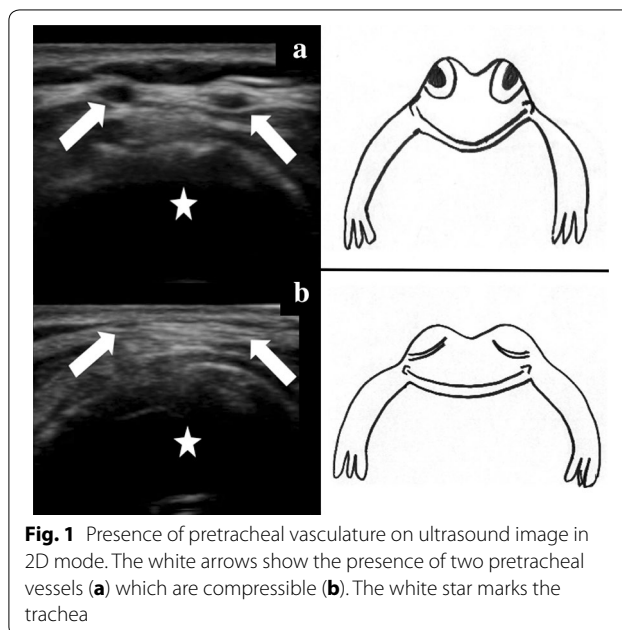 a
b
Fig. 1 Presence of pretracheal vasculature on ultrasound image in
2D mode. The white arrows show the presence of two pretracheal
vessels (a) which are compressible (b). The white star marks the
trachea